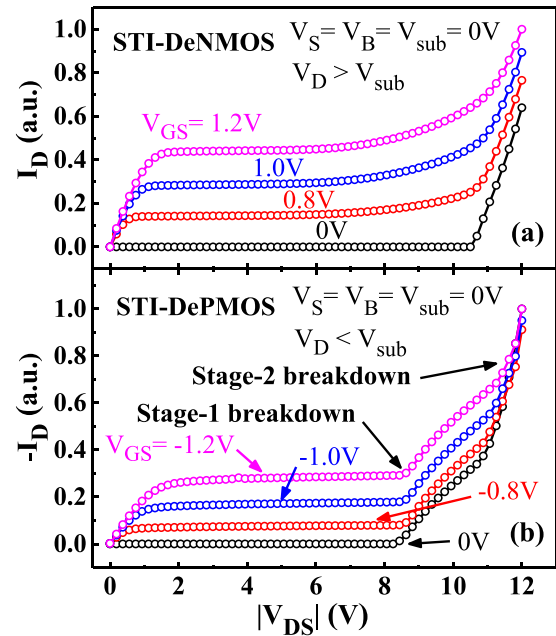 STI-DeNMOS
V_S = V_B = V_sub = 0V
V_D > V_sub
V_GS = 1.2V
1.0V
0.8V
0V
(a)
I_D (a.u.)
1.0
0.8
0.6
0.4
0.2
0.0
STI-DePMOS
V_S = V_B = V_sub = 0V
V_D < V_sub
Stage-2 breakdown
Stage-1 breakdown
V_GS = -1.2V
-1.0V
-0.8V
0V
(b)
-I_D (a.u.)
1.0
0.8
0.6
0.4
0.2
0.0
0 2 4 6 8 10 12
|V_DS| (V)